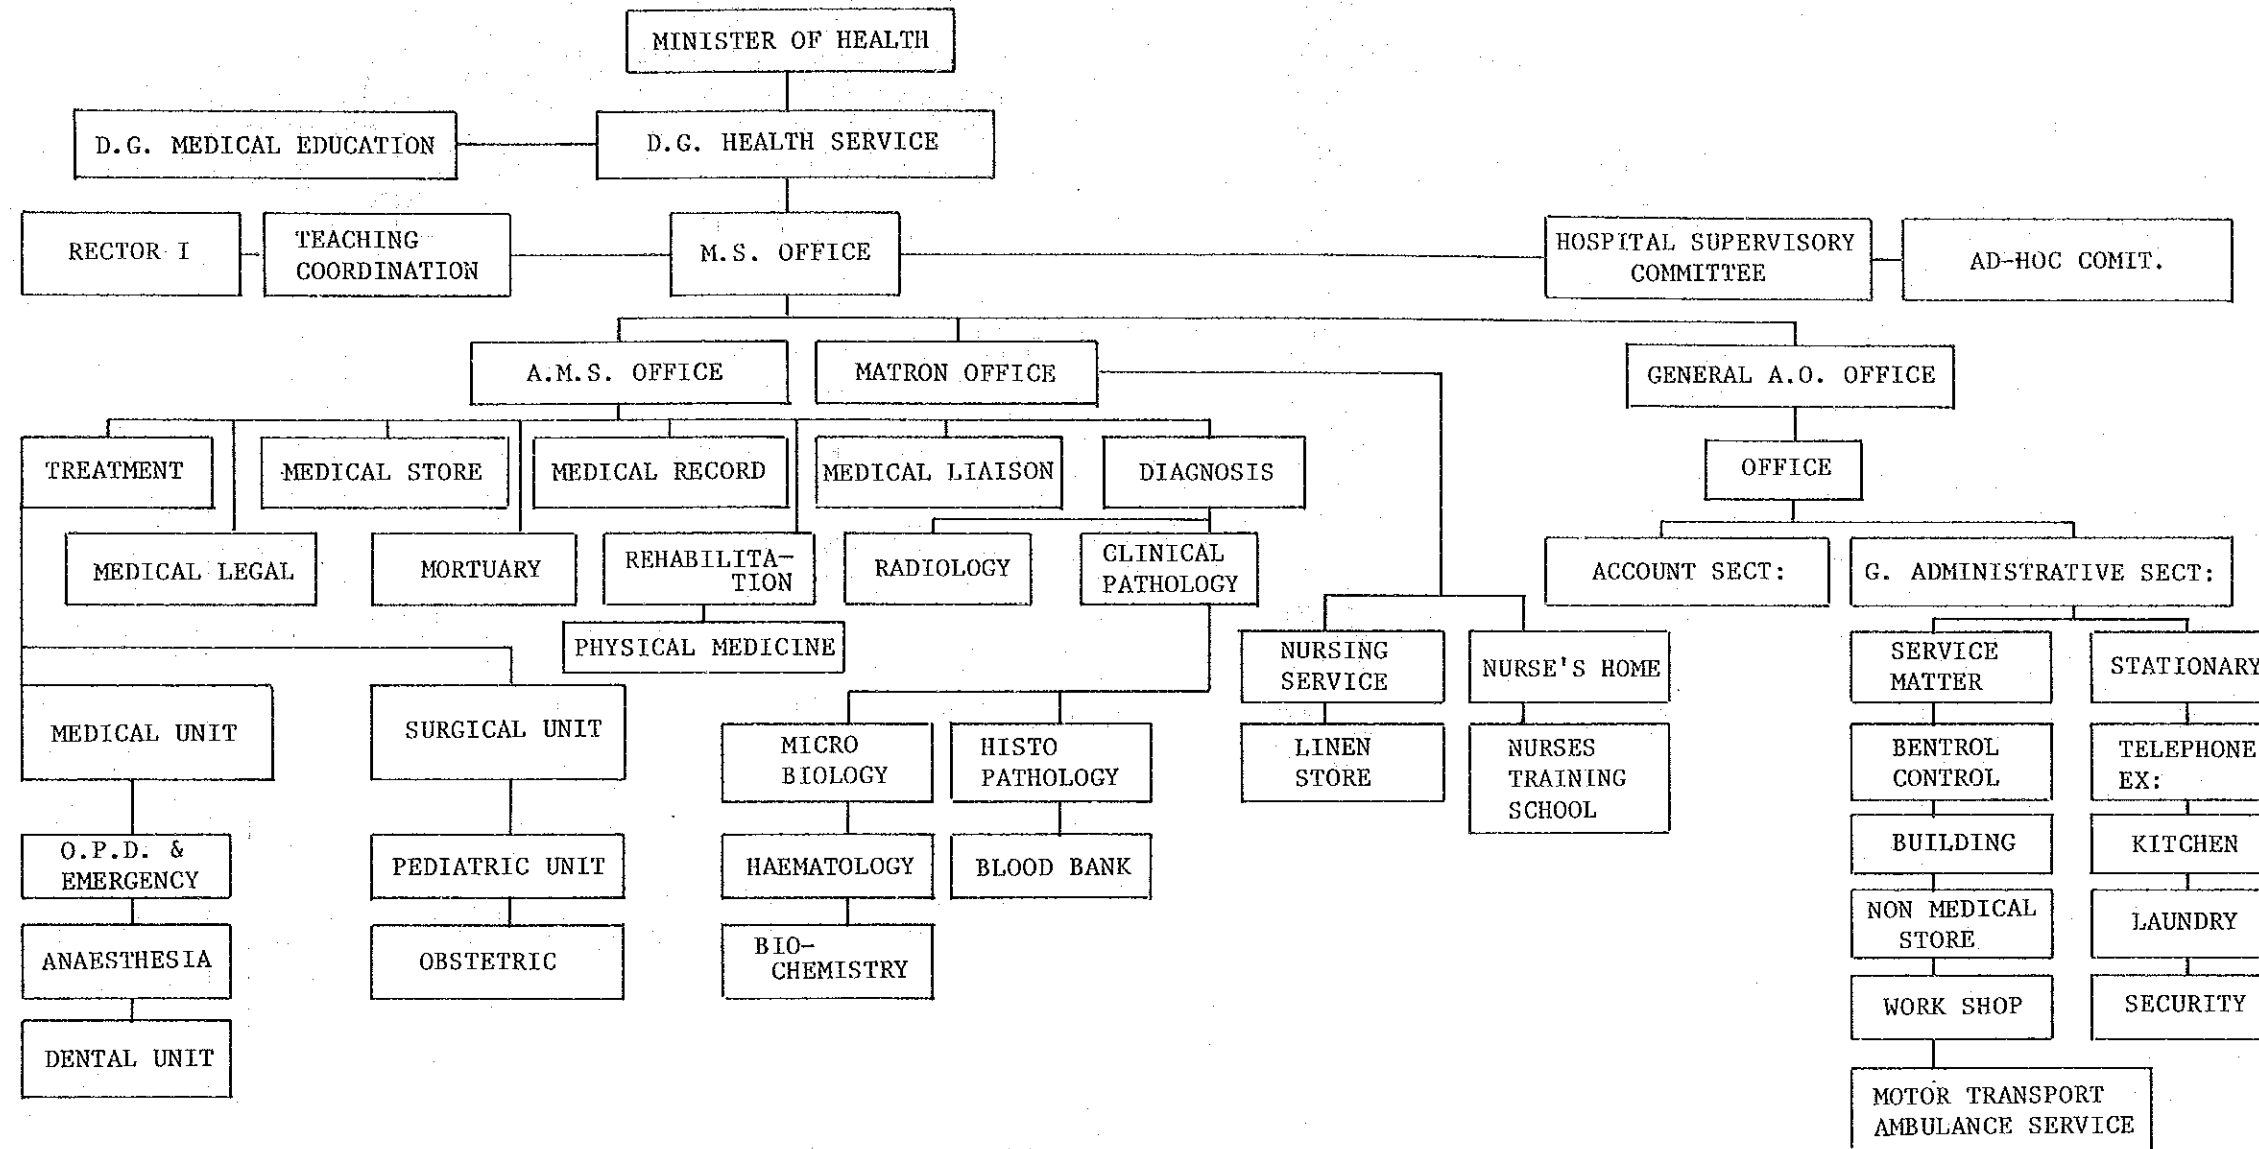 MINISTER OF HEALTH
D.G. MEDICAL EDUCATION
D.G. HEALTH SERVICE
RECTOR I
TEACHING
COORDINATION
M.S. OFFICE
HOSPITAL SUPERVISORY
COMMITTEE
AD-HOC COMIT.
A.M.S. OFFICE
MATRON OFFICE
GENERAL A.O. OFFICE
TREATMENT
MEDICAL STORE
MEDICAL RECORD
MEDICAL LIAISON
DIAGNOSIS
OFFICE
MEDICAL LEGAL
MORTUARY
REHABILITA-
TION
RADIOLOGY
CLINICAL
PATHOLOGY
ACCOUNT SECT:
G. ADMINISTRATIVE SECT:
PHYSICAL MEDICINE
NURSING
SERVICE
NURSE'S HOME
SERVICE
MATTER
STATIONARY
MEDICAL UNIT
SURGICAL UNIT
MICRO
BIOLOGY
HISTO
PATHOLOGY
LINEN
STORE
NURSES
TRAINING
SCHOOL
BENTROL
CONTROL
TELEPHONE
EX:
O.P.D. &
EMERGENCY
PEDIATRIC UNIT
HAEMATOLOGY
BLOOD BANK
BUILDING
KITCHEN
ANAESTHESIA
OBSTETRIC
BIO-
CHEMISTRY
NON MEDICAL
STORE
LAUNDRY
DENTAL UNIT
WORK SHOP
SECURITY
MOTOR TRANSPORT
AMBULANCE SERVICE